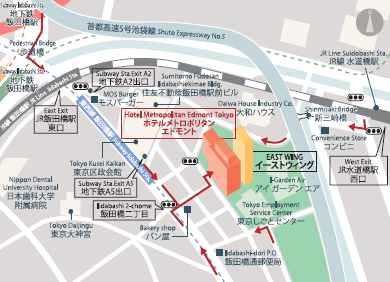 地下鉄
飯田橋駅
首都高速5号池袋線 Shuto Expressway No.5
Pedestrian Bridge
歩道橋
地下鉄
飯田橋駅
Subway Sta.Exit A2
地下鉄A2出口
Sumitomo Fudosan
Iidabashiekimae Bldg.
住友不動産飯田橋駅前ビル
MOS Burger
モスバーガー
JR Line Suidobashi Sta.
JR線 水道橋駅
East Exit
JR飯田橋駅
東口
Hotel Metropolitan Edmont Tokyo
ホテルメトロポリタン
エドモント
Daiwa House Industry Co.
大和ハウス
Shinmisaki Bridge
新三崎橋
Convenience Store
コンビニ
Tokyo Kusei Kaikan
東京区政会館
EAST WING
イーストウィング
West Exit
JR水道橋駅
西口
Nippon Dental
University Hospital
日本歯科大学
附属病院
Subway Sta.Exit A5
地下鉄A5出口
I-Garden Air
アイガーデン エア
Iidabashi 2-chome
飯田橋二丁目
Tokyo Employment
Service Center
東京しごとセンター
Tokyo Daijingu
東京大神宮
Bakery shop
パン屋
Iidabashi-dori P.O.
飯田橋通郵便局